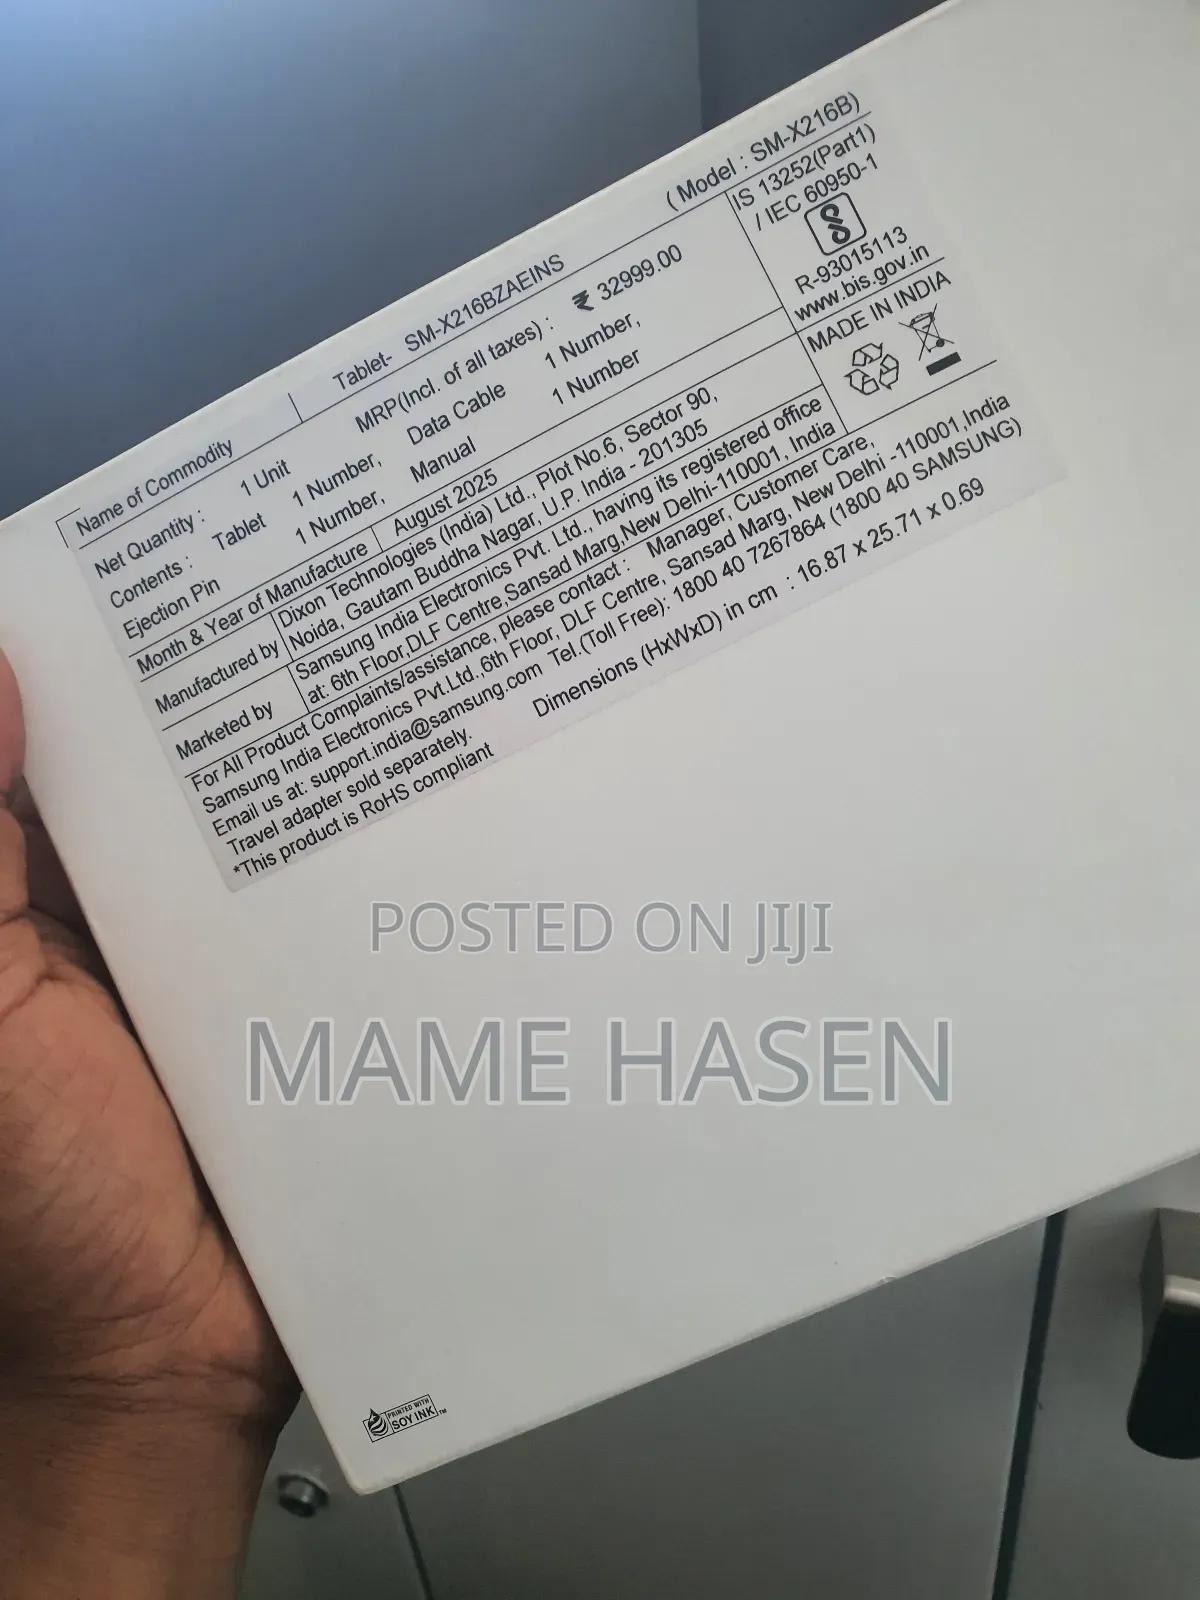 ( Model : SM-X216B)
Name of Commodity Tablet- SM-X216BZAEINS
Net Quantity : 1 Unit MRP(Incl. of all taxes) : ₹ 32999.00
Contents : Tablet 1 Number, Data Cable 1 Number,
Ejection Pin 1 Number, Manual 1 Number
Month & Year of Manufacture August 2025
Manufactured by Dixon Technologies (India) Ltd., Plot No.6, Sector 90,
Noida, Gautam Buddha Nagar, U.P. India - 201305
Marketed by Samsung India Electronics Pvt. Ltd., having its registered office
at: 6th Floor,DLF Centre,Sansad Marg,New Delhi-110001, India
For All Product Complaints/assistance, please contact : Manager, Customer Care,
Samsung India Electronics Pvt.Ltd.,6th Floor, DLF Centre, Sansad Marg, New Delhi -110001,India
Email us at: support.india@samsung.com Tel.(Toll Free): 1800 40 7267864 (1800 40 SAMSUNG)
Travel adapter sold separately. Dimensions (HxWxD) in cm : 16.87 x 25.71 x 0.69
*This product is RoHS compliant
IS 13252(Part1)
/ IEC 60950-1
R-93015113
www.bis.gov.in
MADE IN INDIA
POSTED ON JIJI
MAME HASEN
PRINTED WITH
SOY INK™